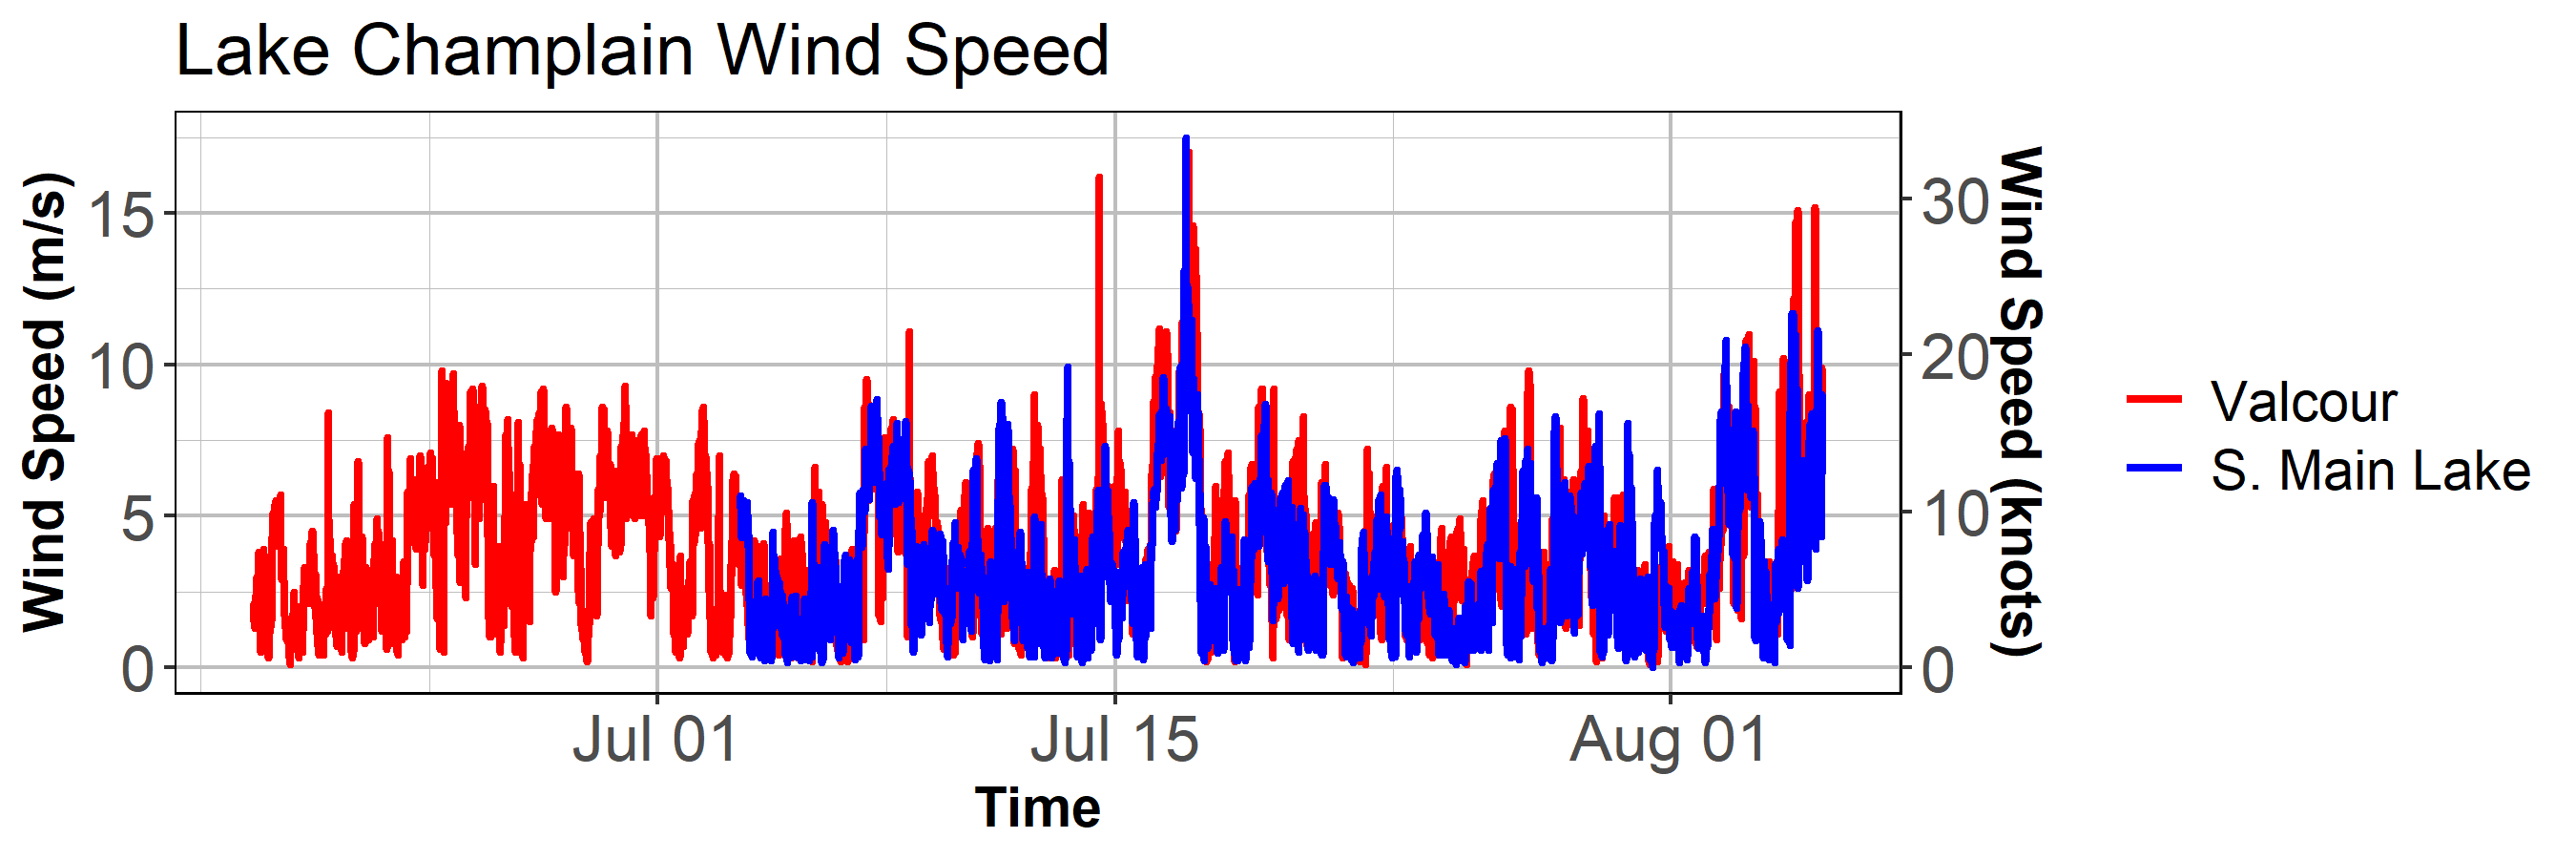 Lake Champlain Wind Speed
Wind Speed (m/s)
15
10
5
0
30
20
10
0
Wind Speed (knots)
Valcour
S. Main Lake
Jul 01
Jul 15
Aug 01
Time